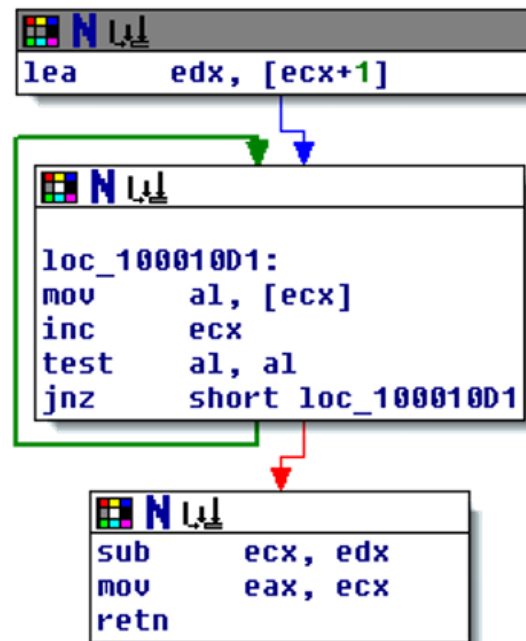 lea edx, [ecx+1]
loc_100010D1:
mov al, [ecx]
inc ecx
test al, al
jnz short loc_100010D1
sub ecx, edx
mov eax, ecx
retn